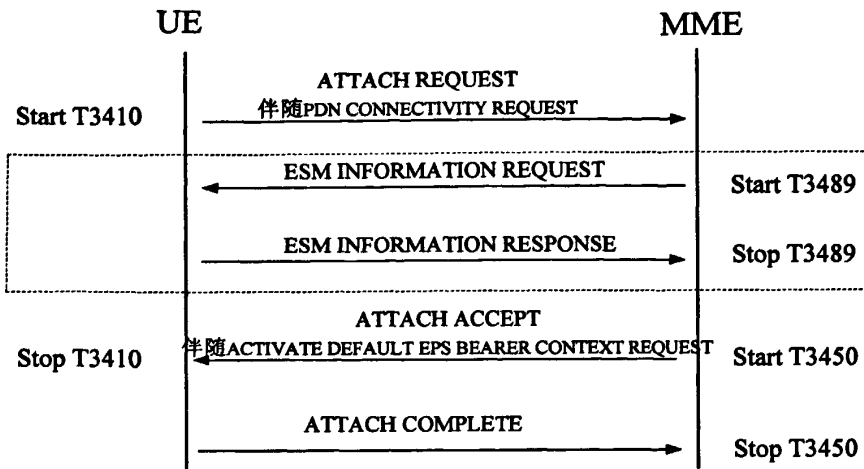 UE MME
ATTACH REQUEST
Start T3410 伴随PDN CONNECTIVITY REQUEST
ESM INFORMATION REQUEST
Start T3489
ESM INFORMATION RESPONSE
Stop T3489
ATTACH ACCEPT
Stop T3410 伴随ACTIVATE DEFAULT EPS BEARER CONTEXT REQUEST Start T3450
ATTACH COMPLETE
Stop T3450